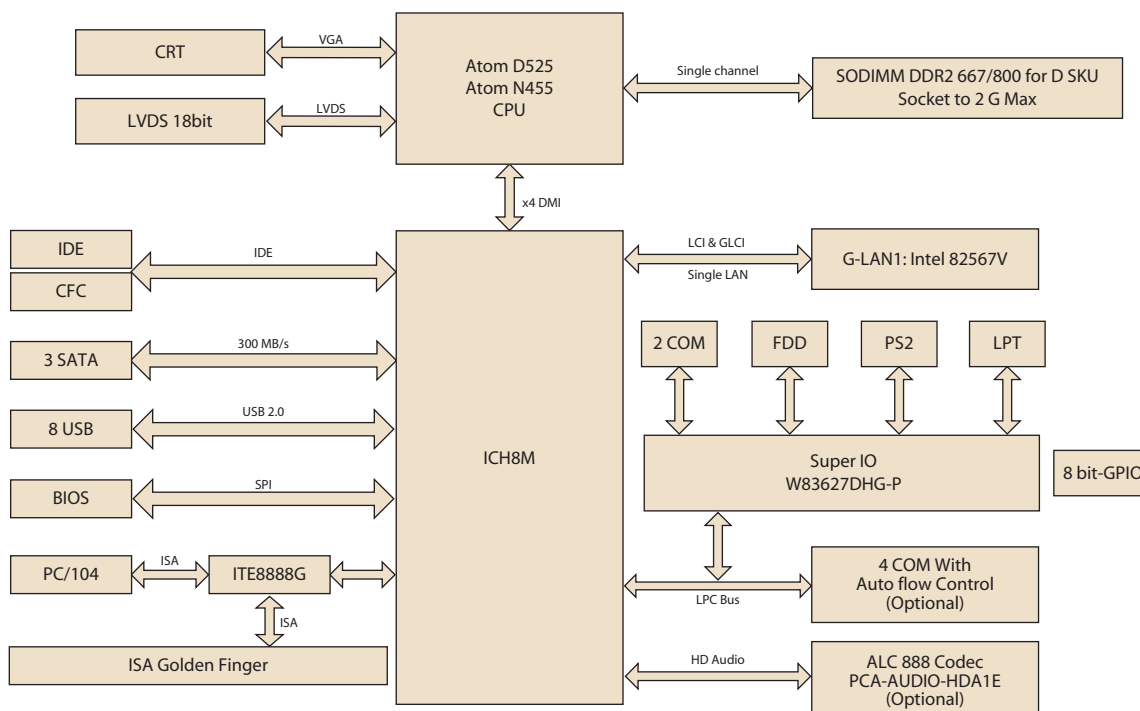 CRT
VGA
Atom D525
Atom N455
CPU
Single channel
SODIMM DDR2 667/800 for D SKU
Socket to 2 G Max
LVDS 18bit
LVDS
x4 DMI
IDE
CFC
IDE
LCI & GLCI
Single LAN
G-LAN1: Intel 82567V
3 SATA
300 MB/s
2 COM
FDD
PS2
LPT
8 USB
USB 2.0
ICH8M
Super IO
W83627DHG-P
8 bit-GPIO
BIOS
SPI
PC/104
ISA
ITE8888G
ISA
ISA Golden Finger
LPC Bus
4 COM With
Auto flow Control
(Optional)
HD Audio
ALC 888 Codec
PCA-AUDIO-HDA1E
(Optional)